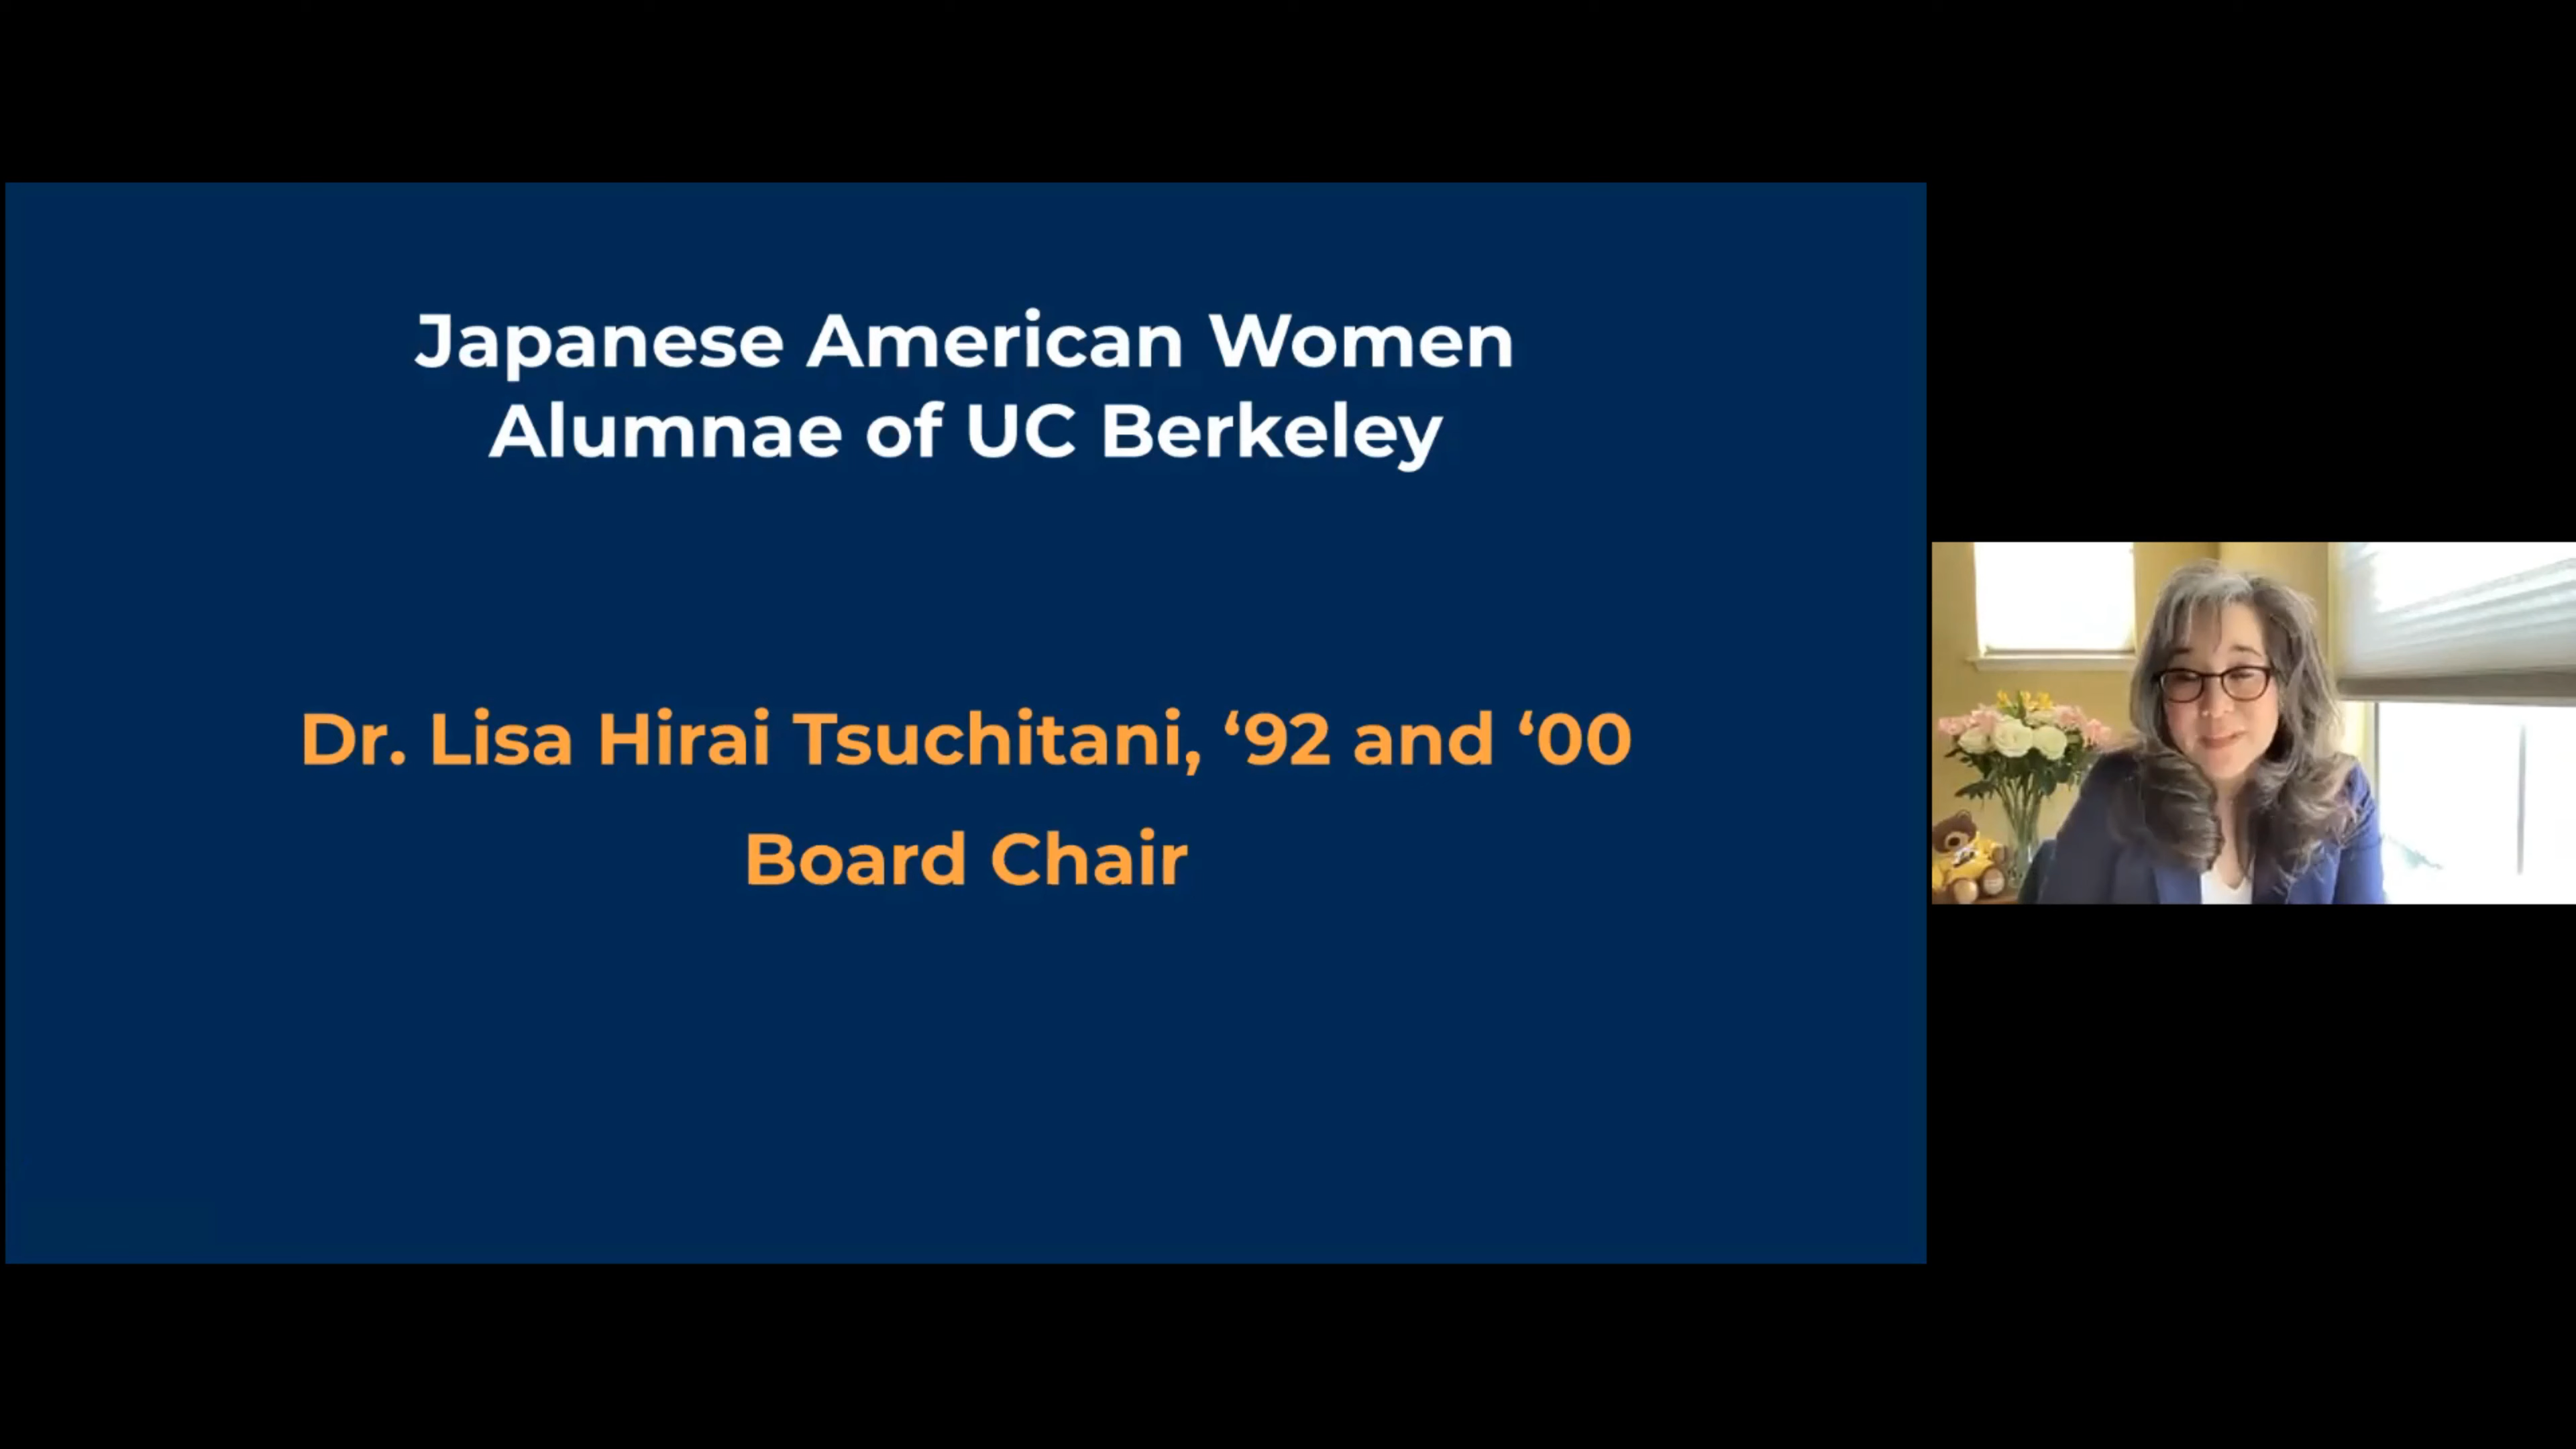 Japanese American Women
Alumnae of UC Berkeley
Dr. Lisa Hirai Tsuchitani, ‘92 and ‘00
Board Chair